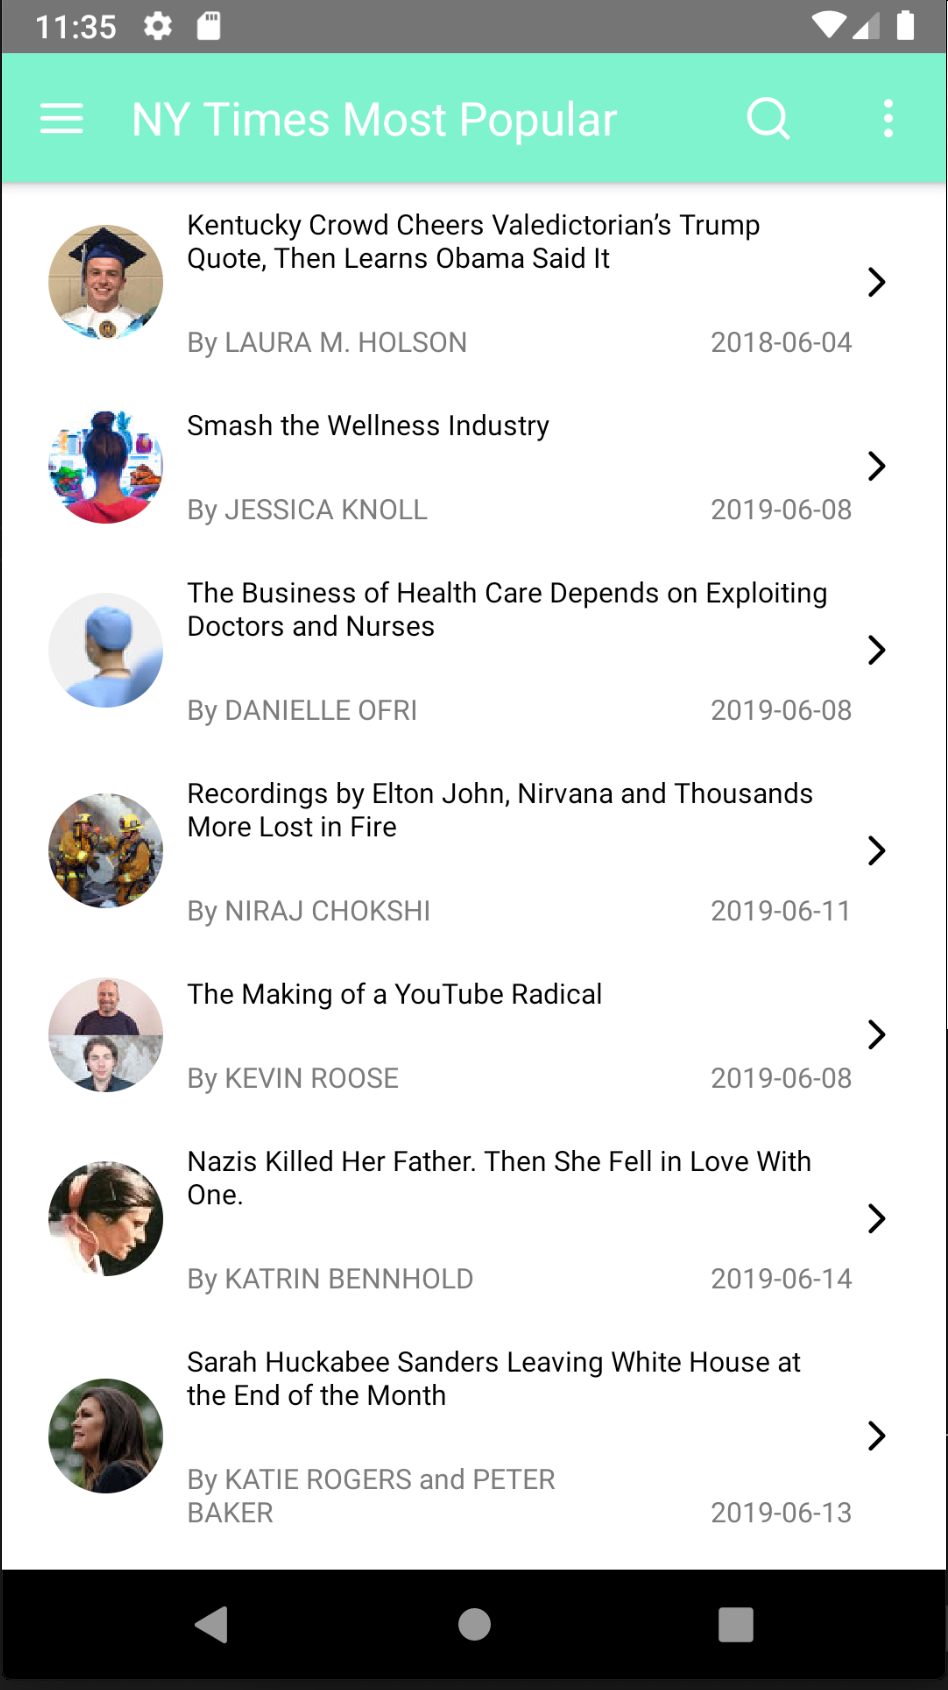 11:35
NY Times Most Popular
Kentucky Crowd Cheers Valedictorian’s Trump
Quote, Then Learns Obama Said It
By LAURA M. HOLSON 2018-06-04
Smash the Wellness Industry
By JESSICA KNOLL 2019-06-08
The Business of Health Care Depends on Exploiting
Doctors and Nurses
By DANIELLE OFRI 2019-06-08
Recordings by Elton John, Nirvana and Thousands
More Lost in Fire
By NIRAJ CHOKSHI 2019-06-11
The Making of a YouTube Radical
By KEVIN ROOSE 2019-06-08
Nazis Killed Her Father. Then She Fell in Love With
One.
By KATRIN BENNHOLD 2019-06-14
Sarah Huckabee Sanders Leaving White House at
the End of the Month
By KATIE ROGERS and PETER
BAKER 2019-06-13